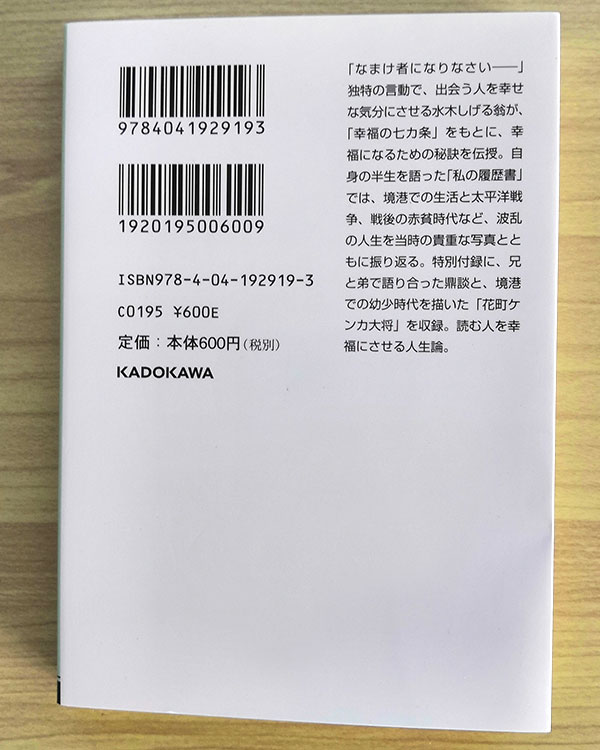 9784041929193
1920195006009
ISBN978-4-04-192919-3
C0195 ¥600E
定価：本体600円（税別）
KADOKAWA
「なまけ者になりなさい――」
独特の言動で、出会う人を幸せ
な気分にさせる水木しげる翁が、
「幸福の七カ条」をもとに、幸
福になるための秘訣を伝授。自
身の半生を語った「私の履歴書」
では、境港での生活と太平洋戦
争、戦後の赤貧時代など、波乱
の人生を当時の貴重な写真とと
もに振り返る。特別付録に、兄
と弟で語り合った鼎談と、境港
での幼少時代を描いた「花町ケ
ンカ大将」を収録。読む人を幸
福にさせる人生論。